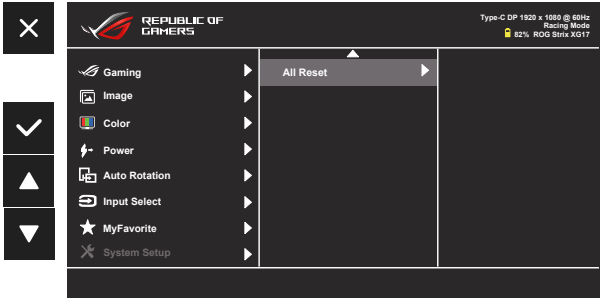 REPUBLIC OF
GAMERS
Type-C DP 1920 x 1080 @ 60Hz
Racing Mode
82% ROG Strix XG17
Gaming
All Reset
Image
Color
Power
Auto Rotation
Input Select
MyFavorite
System Setup